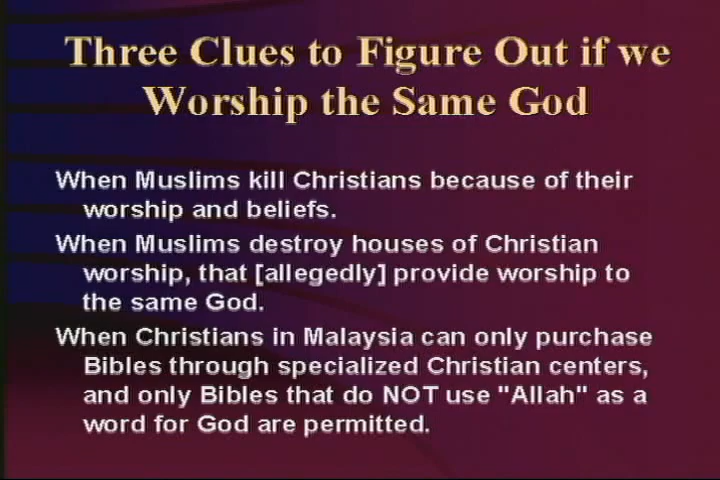 Three Clues to Figure Out if we
Worship the Same God
When Muslims kill Christians because of their
worship and beliefs.
When Muslims destroy houses of Christian
worship, that [allegedly] provide worship to
the same God.
When Christians in Malaysia can only purchase
Bibles through specialized Christian centers,
and only Bibles that do NOT use "Allah" as a
word for God are permitted.